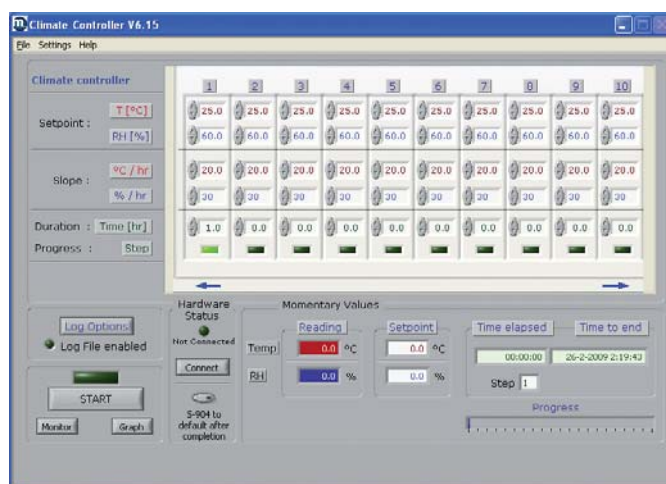 Climate Controller V6.15
File Settings Help
Climate controller
1 2 3 4 5 6 7 8 9 10
Setpoint :
T [°C] 25.0 25.0 25.0 25.0 25.0 25.0 25.0 25.0 25.0 25.0
RH [%] 60.0 60.0 60.0 60.0 60.0 60.0 60.0 60.0 60.0 60.0
Slope :
°C / hr 20.0 20.0 20.0 20.0 20.0 20.0 20.0 20.0 20.0 20.0
% / hr 30 30 30 30 30 30 30 30 30 30
Duration : Time [hr] 1.0 0.0 0.0 0.0 0.0 0.0 0.0 0.0 0.0 0.0
Progress : Step
Log Options
Log File enabled
START
Monitor Graph
Hardware
Status
Not Connected
Connect
S-904 to
default after
completion
Momentary Values
Reading Setpoint
Temp 0.0 °C 0.0 °C
RH 0.0 % 0.0 %
Time elapsed Time to end
00:00:00 26-2-2009 2:19:43
Step 1
Progress